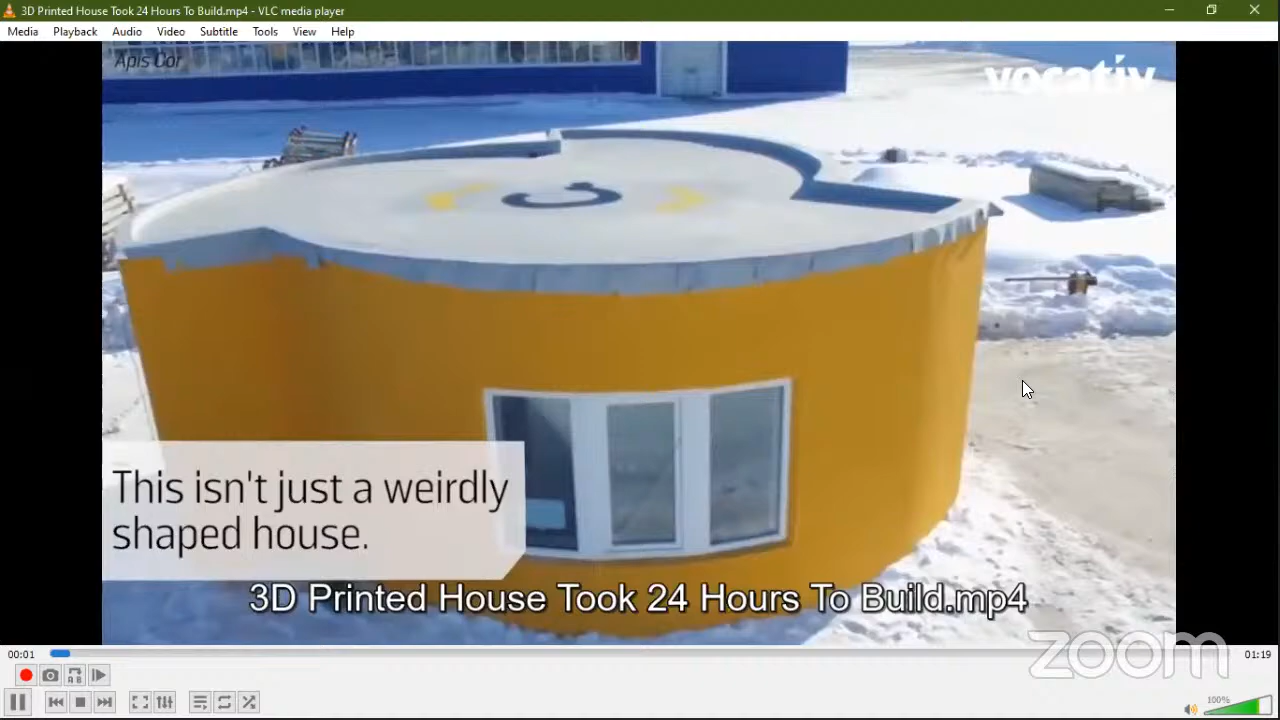 3D Printed House Took 24 Hours To Build.mp4 - VLC media player
Media Playback Audio Video Subtitle Tools View Help
Apis Cor
vocativ
This isn't just a weirdly
shaped house.
3D Printed House Took 24 Hours To Build.mp4
zoom
00:01
01:19
100%